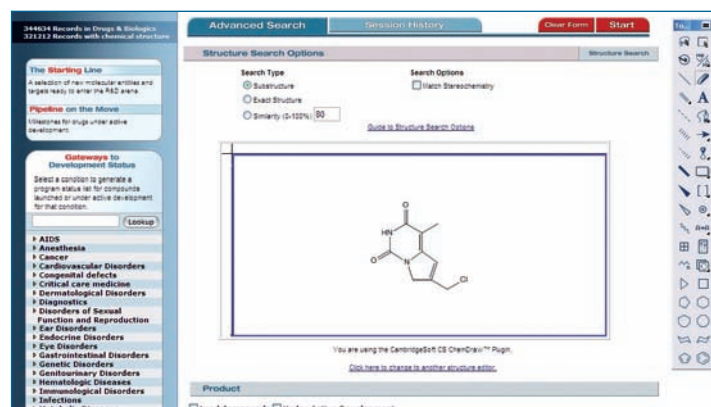 344634 Records in Drugs & Biologics
321212 Records with chemical structure
The Starting Line
A selection of new molecular entities and
targets ready to enter the R&D arena.
Pipeline on the Move
Milestones for drugs under active
development.
Gateways to
Development Status
Select a condition to generate a
program status list for compounds
launched or under active development
for that condition.
Lookup
AIDS
Anesthesia
Cancer
Cardiovascular Disorders
Congenital defects
Critical care medicine
Dermatological Disorders
Diagnostics
Disorders of Sexual
Function and Reproduction
Ear Disorders
Endocrine Disorders
Eye Disorders
Gastrointestinal Disorders
Genetic Disorders
Genitourinary Disorders
Hematologic Diseases
Immunological Disorders
Infections
Advanced Search
Session History
Clear Form
Start
Structure Search Options
Structure Search
Search Type
Substructure
Exact Structure
Similarity (0-100%) 80
Search Options
Match Stereochemistry
Guide to Structure Search Options
O
HN
O
N
Cl
You are using the CambridgeSoft CS ChemDraw™ Plugin.
Click here to change to another structure editor.
Product
To...
A